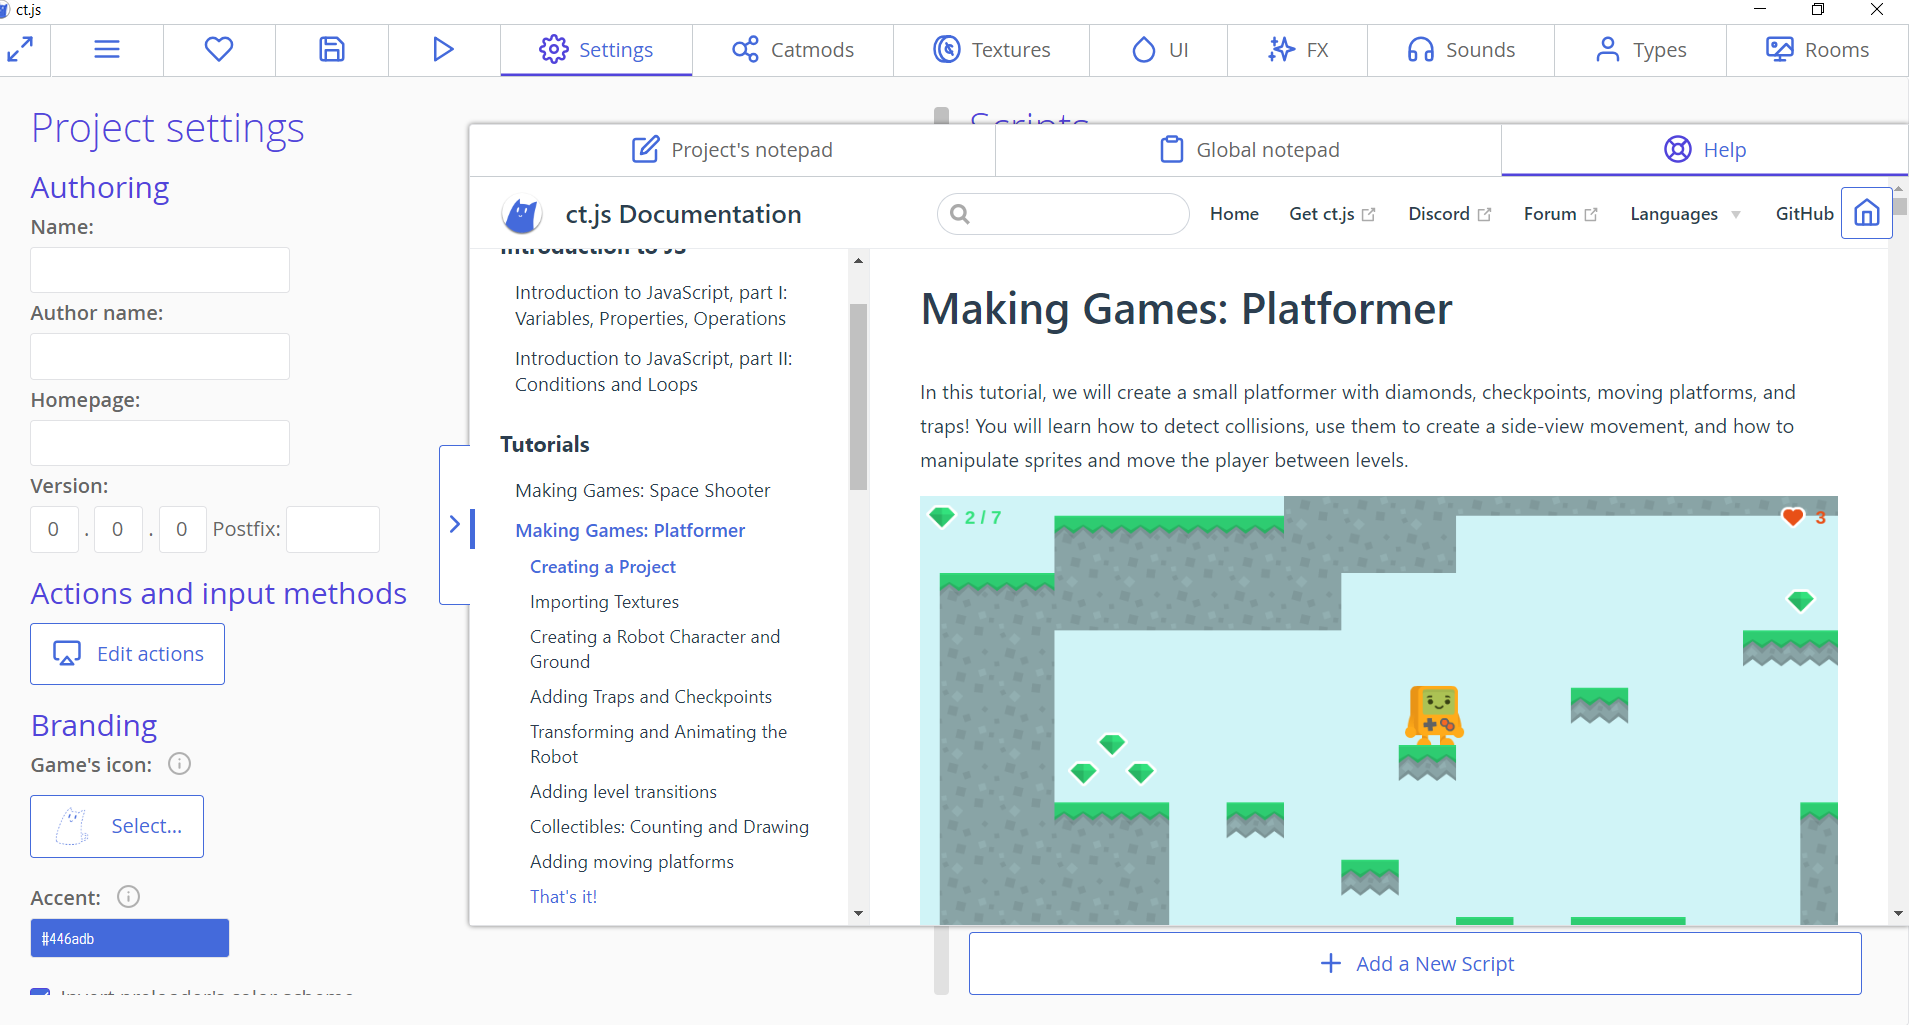 ct.js
Settings
Catmods
Textures
UI
FX
Sounds
Types
Rooms
Project settings
Authoring
Name:
Author name:
Homepage:
Version:
0 . 0 . 0 Postfix:
Actions and input methods
Edit actions
Branding
Game's icon:
Select...
Accent:
#446adb
Invert preloader's color scheme
Scripts
Project's notepad
Global notepad
Help
ct.js Documentation
Home
Get ct.js
Discord
Forum
Languages
GitHub
Introduction to JS
Introduction to JavaScript, part I:
Variables, Properties, Operations
Introduction to JavaScript, part II:
Conditions and Loops
Tutorials
Making Games: Space Shooter
Making Games: Platformer
Creating a Project
Importing Textures
Creating a Robot Character and
Ground
Adding Traps and Checkpoints
Transforming and Animating the
Robot
Adding level transitions
Collectibles: Counting and Drawing
Adding moving platforms
That's it!
Making Games: Platformer
In this tutorial, we will create a small platformer with diamonds, checkpoints, moving platforms, and
traps! You will learn how to detect collisions, use them to create a side-view movement, and how to
manipulate sprites and move the player between levels.
2 / 7
3
Add a New Script